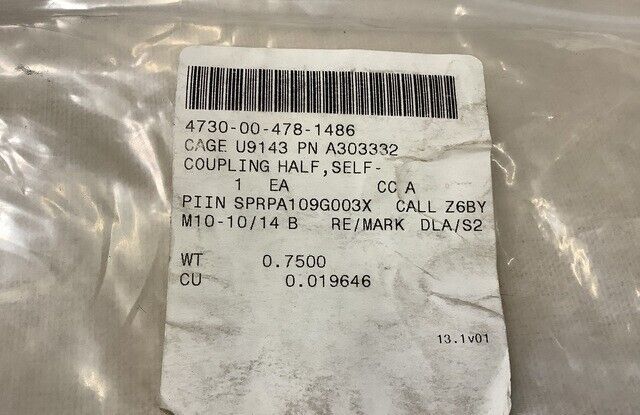 4730-00-478-1486
CAGE U9143 PN A303332
COUPLING HALF,SELF-
1 EA CC A
PIIN SPRPA109G003X CALL Z6BY
M10-10/14 B RE/MARK DLA/S2
WT 0.7500
CU 0.019646
13.1v01